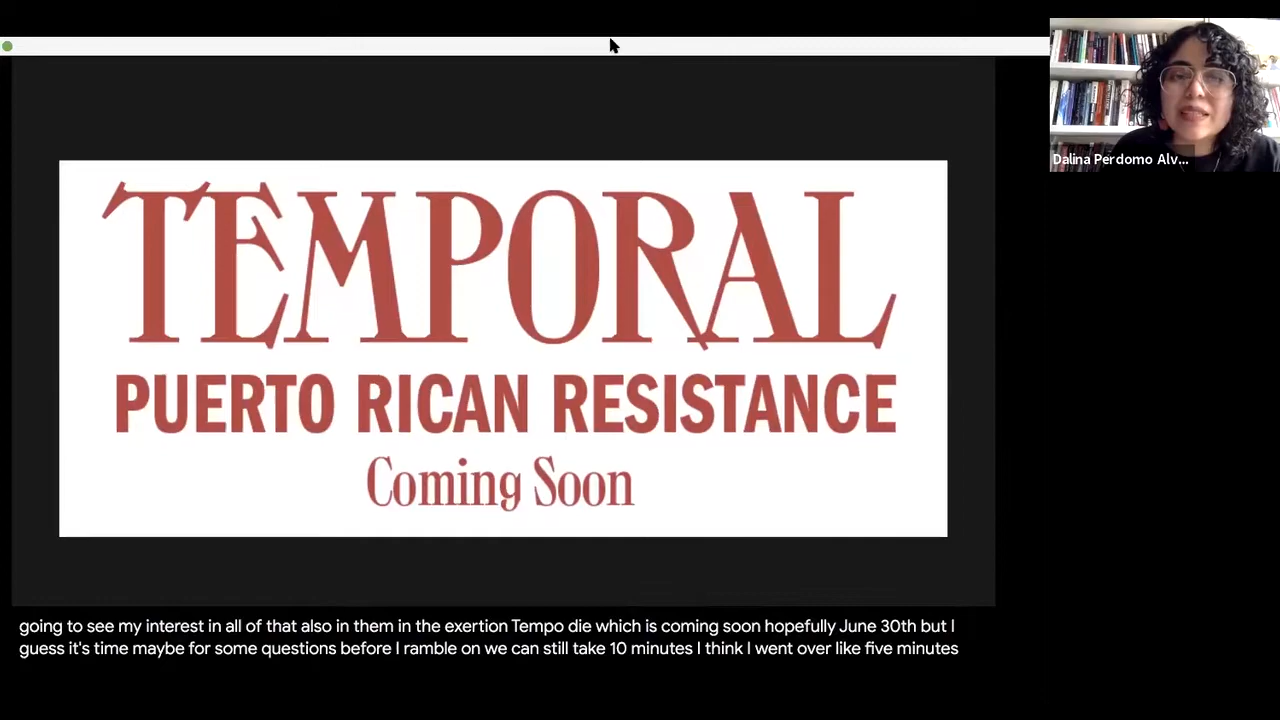 Dalina Perdomo Alv...
TEMPORAL
PUERTO RICAN RESISTANCE
Coming Soon
going to see my interest in all of that also in them in the exertion Tempo die which is coming soon hopefully June 30th but I
guess it's time maybe for some questions before I ramble on we can still take 10 minutes I think I went over like five minutes